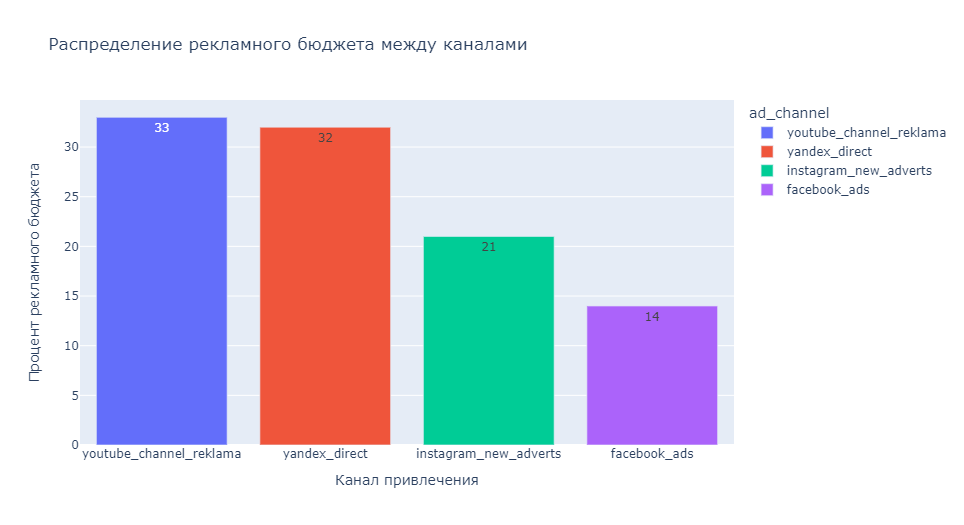 Распределение рекламного бюджета между каналами
Процент рекламного бюджета
30
25
20
15
10
5
0
33
32
21
14
youtube_channel_reklama
yandex_direct
instagram_new_adverts
facebook_ads
Канал привлечения
ad_channel
youtube_channel_reklama
yandex_direct
instagram_new_adverts
facebook_ads